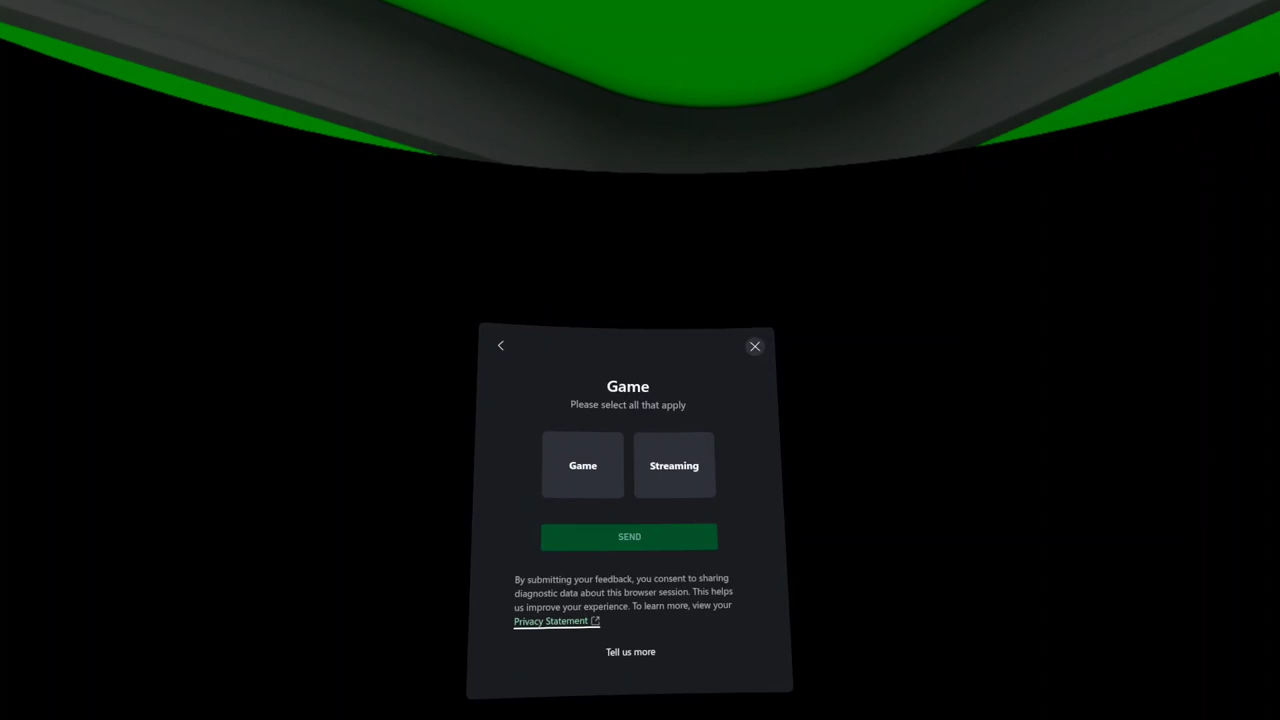 Game
Please select all that apply
Game
Streaming
SEND
By submitting your feedback, you consent to sharing
diagnostic data about this browser session. This helps
us improve your experience. To learn more, view your
Privacy Statement
Tell us more